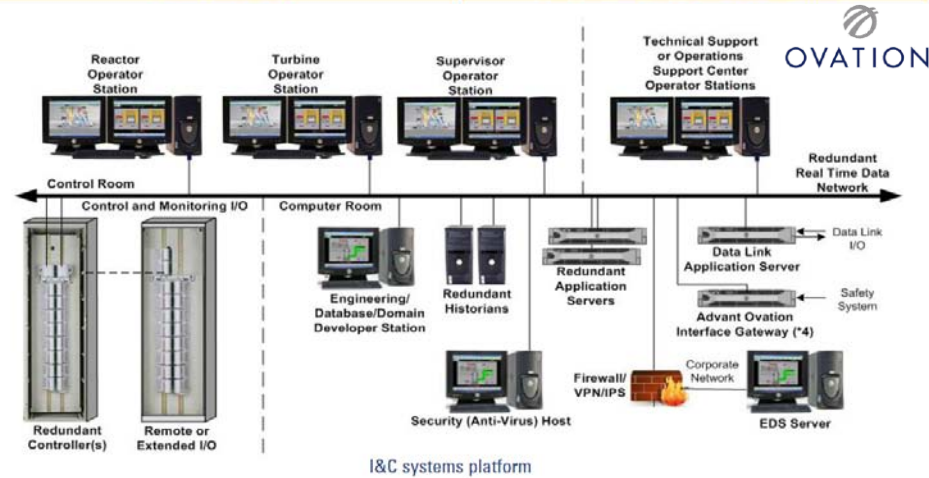 OVATION
Reactor
Operator
Station
Turbine
Operator
Station
Supervisor
Operator
Station
Technical Support
or Operations
Support Center
Operator Stations
Redundant
Real Time Data
Network
Control Room
Control and Monitoring I/O
Computer Room
Redundant
Controller(s)
Remote or
Extended I/O
Engineering/
Database/Domain
Developer Station
Redundant
Historians
Redundant
Application
Servers
Data Link
Application Server
Data Link
I/O
Advant Ovation
Interface Gateway (*4)
Safety
System
Security (Anti-Virus) Host
Firewall/
VPN/IPS
Corporate
Network
EDS Server
I&C systems platform